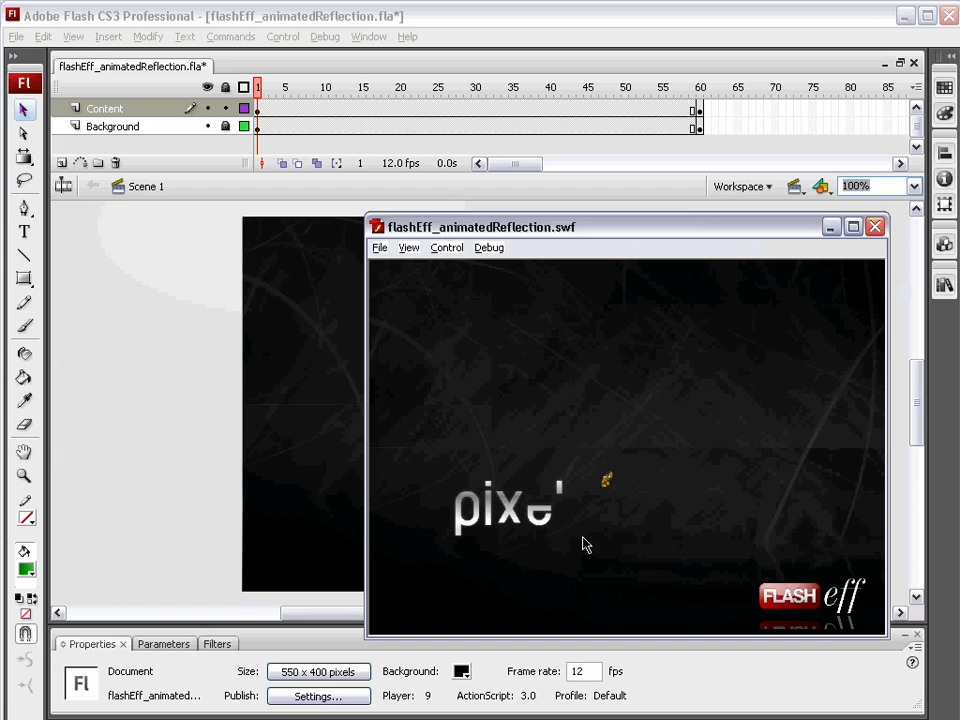 Adobe Flash CS3 Professional - [flashEff_animatedReflection.fla*]
File Edit View Insert Modify Text Commands Control Debug Window Help
flashEff_animatedReflection.fla*
1 5 10 15 20 25 30 35 40 45 50 55 60 65 70 75 80 85
Content
Background
1 12.0 fps 0.0s
Scene 1 Workspace 100%
flashEff_animatedReflection.swf
File View Control Debug
FLASH eff
Properties Parameters Filters
Document Size: 550 x 400 pixels Background: Frame rate: 12 fps
Fl
flashEff_animated... Publish: Settings... Player: 9 ActionScript: 3.0 Profile: Default